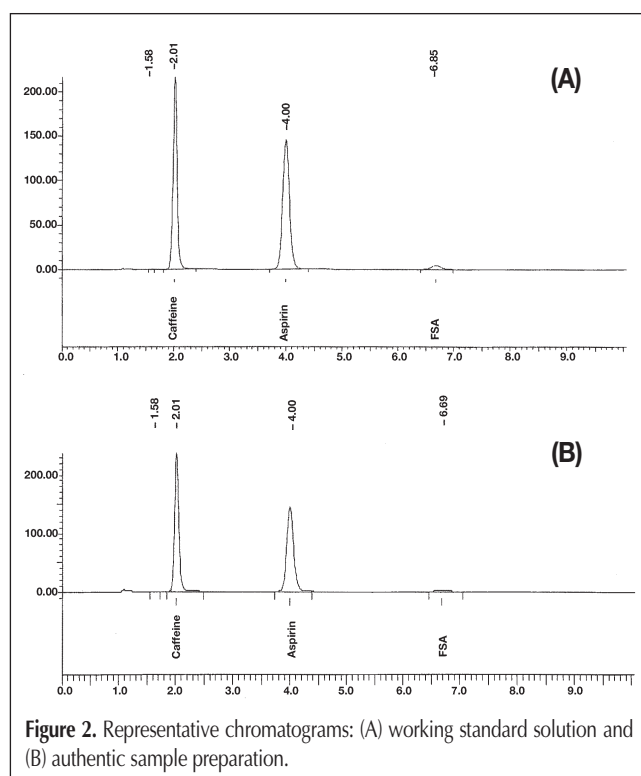 –1.58
–2.01
–4.00
–6.85
(A)
200.00
150.00
100.00
50.00
0.00
Caffeine
Aspirin
FSA
0.0 1.0 2.0 3.0 4.0 5.0 6.0 7.0 8.0 9.0
– 1.58
– 2.01
– 4.00
– 6.69
(B)
200.00
100.00
0.00
Caffeine
Aspirin
FSA
0.0 1.0 2.0 3.0 4.0 5.0 6.0 7.0 8.0 9.0
Figure 2. Representative chromatograms: (A) working standard solution and
(B) authentic sample preparation.